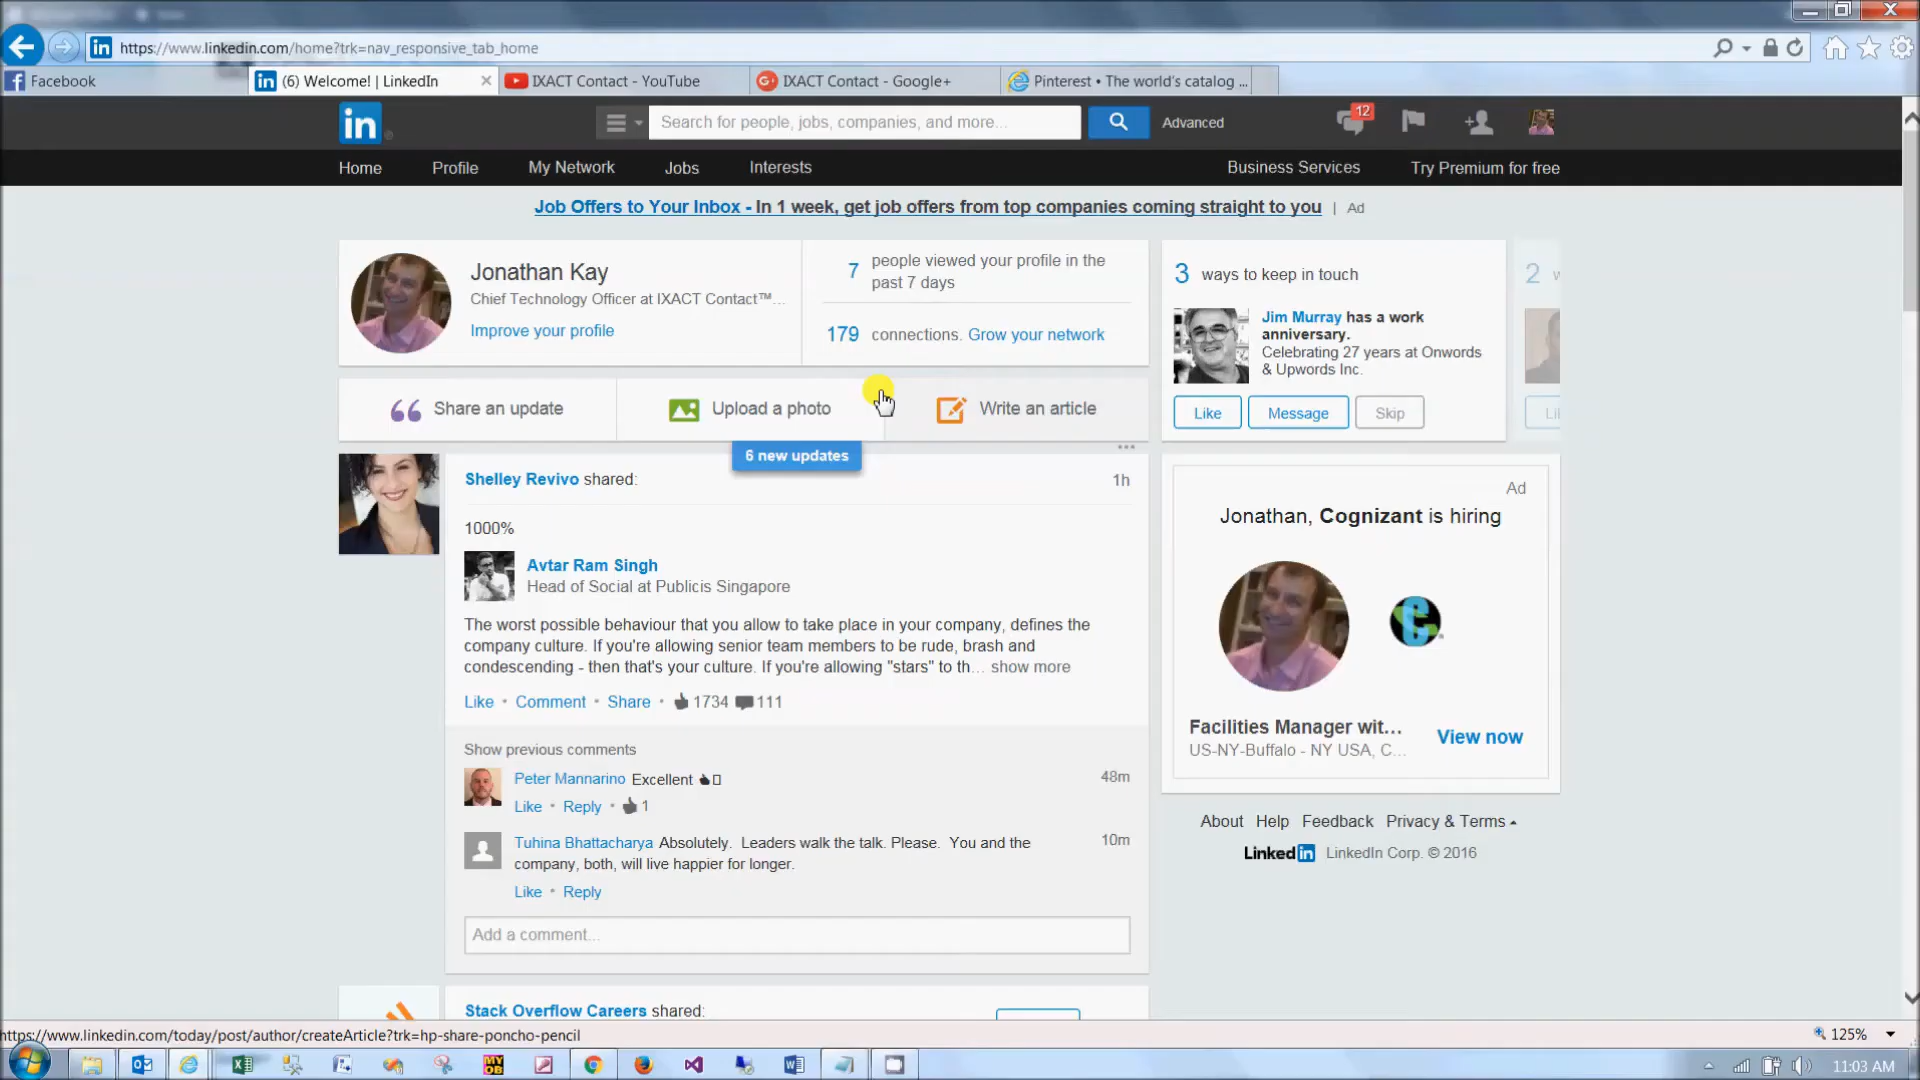 https://www.linkedin.com/home?trk=nav_responsive_tab_home
Facebook
(6) Welcome! | LinkedIn
IXACT Contact - YouTube
IXACT Contact - Google+
Pinterest • The world's catalog ...
in
Search for people, jobs, companies, and more...
Advanced
12
Home
Profile
My Network
Jobs
Interests
Business Services
Try Premium for free
Job Offers to Your Inbox - In 1 week, get job offers from top companies coming straight to you | Ad
Jonathan Kay
Chief Technology Officer at IXACT Contact™...
Improve your profile
7 people viewed your profile in the
past 7 days
179 connections. Grow your network
3 ways to keep in touch
2
Jim Murray has a work
anniversary.
Celebrating 27 years at Onwords
& Upwords Inc.
Like
Message
Skip
Share an update
Upload a photo
Write an article
6 new updates
Shelley Revivo shared:
1h
1000%
Avtar Ram Singh
Head of Social at Publicis Singapore
The worst possible behaviour that you allow to take place in your company, defines the
company culture. If you're allowing senior team members to be rude, brash and
condescending - then that's your culture. If you're allowing "stars" to th... show more
Like • Comment • Share • 1734 111
Show previous comments
Peter Mannarino Excellent
48m
Like • Reply • 1
Tuhina Bhattacharya Absolutely. Leaders walk the talk. Please. You and the
company, both, will live happier for longer.
10m
Like • Reply
Add a comment...
Stack Overflow Careers shared:
Ad
Jonathan, Cognizant is hiring
Facilities Manager wit...
US-NY-Buffalo - NY USA, C...
View now
About Help Feedback Privacy & Terms
Linked in LinkedIn Corp. © 2016
https://www.linkedin.com/today/post/author/createArticle?trk=hp-share-poncho-pencil
125%
MY OB
11:03 AM